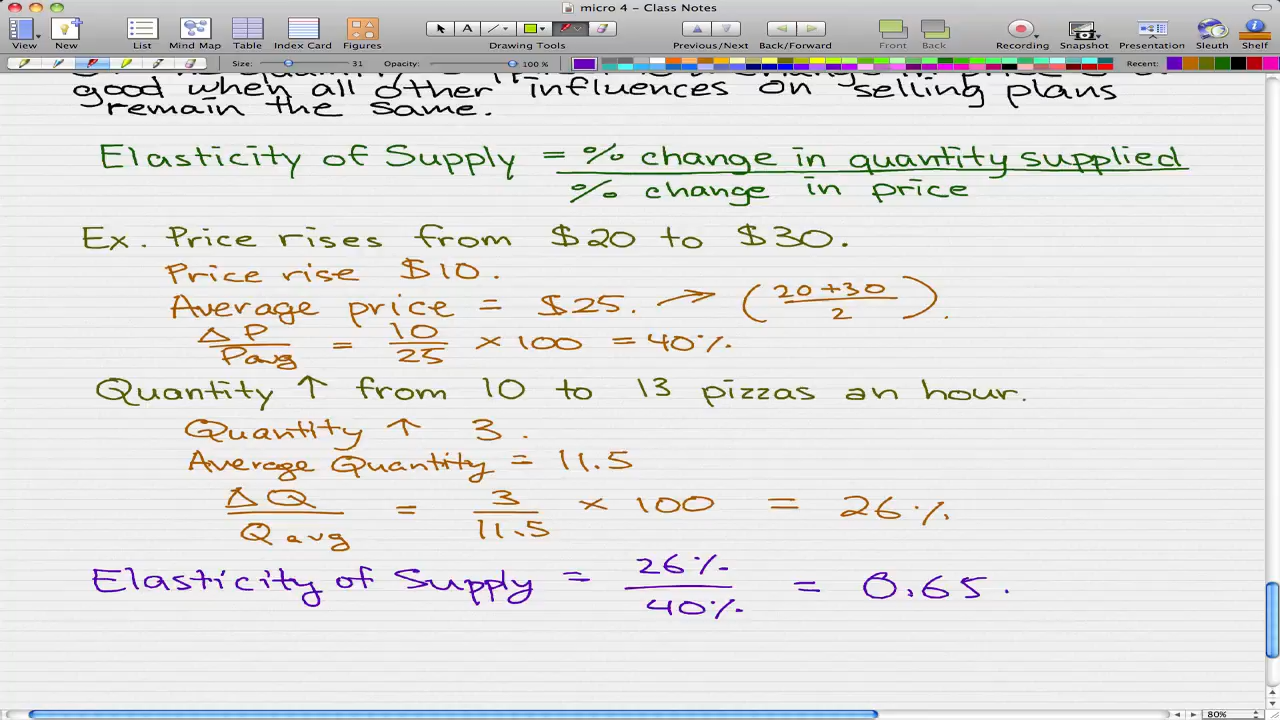 micro 4 – Class Notes
View New List Mind Map Table Index Card Figures Drawing Tools Previous/Next Back/Forward Front Back Recording Snapshot Presentation Sleuth Shelf
Size: 31 Opacity: 100 % Recent:
good when all other influences on selling plans
remain the same.
Elasticity of Supply = % change in quantity supplied
% change in price
Ex. Price rises from $20 to $30.
Price rise $10.
Average price = $25. → (20+30
2).
ΔP
Pavg = 10
25 × 100 = 40%
Quantity ↑ from 10 to 13 pizzas an hour.
Quantity ↑ 3.
Average Quantity = 11.5
ΔQ
Q avg = 3
11.5 × 100 = 26%
Elasticity of Supply = 26%
40% = 0.65.
80%